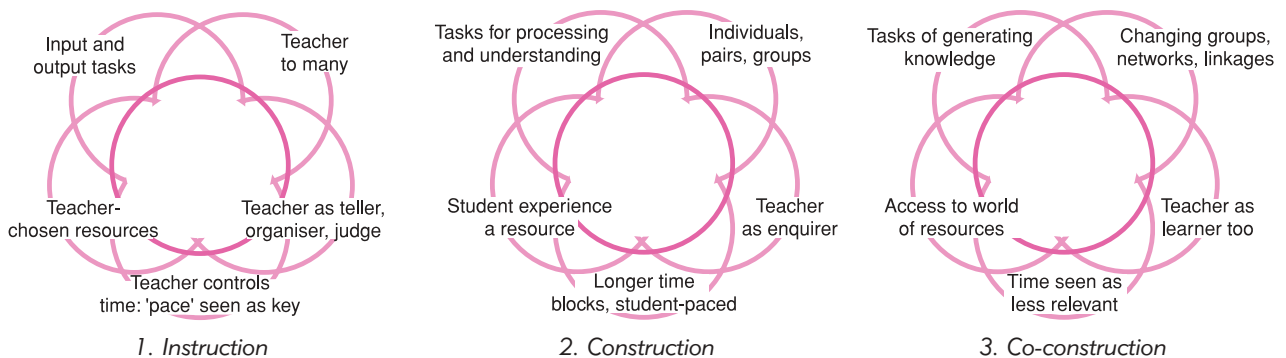 Input and
output tasks
Teacher
to many
Teacher-
chosen resources
Teacher as teller,
organiser, judge
Teacher controls
time: 'pace' seen as key
1. Instruction
Tasks for processing
and understanding
Individuals,
pairs, groups
Student experience
a resource
Teacher
as enquirer
Longer time
blocks, student-paced
2. Construction
Tasks of generating
knowledge
Changing groups,
networks, linkages
Access to world
of resources
Teacher as
learner too
Time seen as
less relevant
3. Co-construction